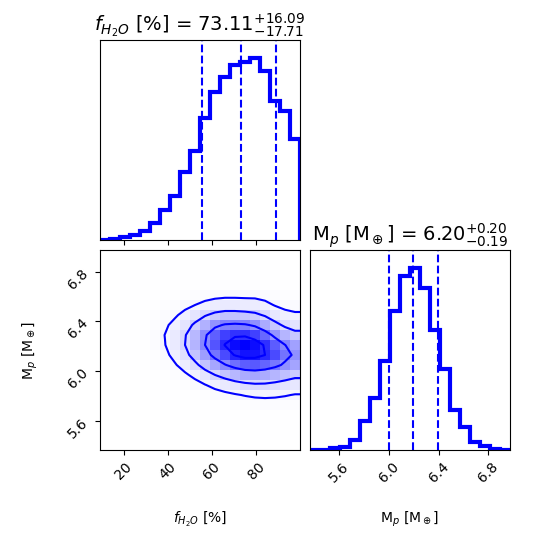 f_{H_2O} [%] = 73.11^{+16.09}_{-17.71}
M_p [M_⊕] = 6.20^{+0.20}_{-0.19}
M_p [M_⊕]
6.8
6.4
6.0
5.6
20 40 60 80
5.6 6.0 6.4 6.8
f_{H_2O} [%]
M_p [M_⊕]